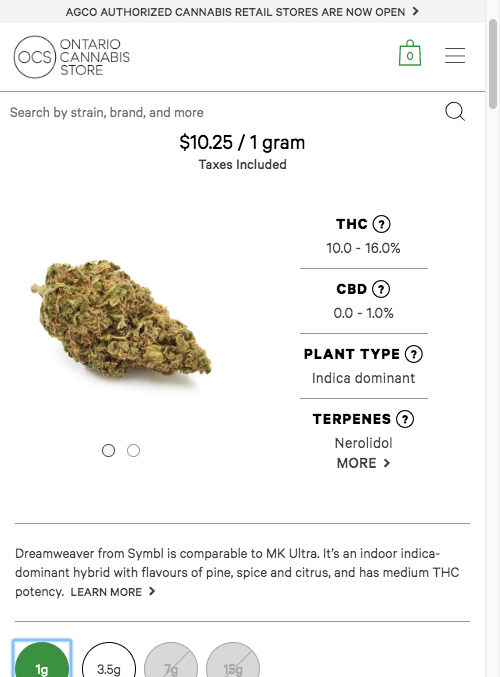 AGCO AUTHORIZED CANNABIS RETAIL STORES ARE NOW OPEN >
OCS ONTARIO
CANNABIS
STORE
0
Search by strain, brand, and more
$10.25 / 1 gram
Taxes Included
THC ?
10.0 - 16.0%
CBD ?
0.0 - 1.0%
PLANT TYPE ?
Indica dominant
TERPENES ?
Nerolidol
MORE >
Dreamweaver from Symbl is comparable to MK Ultra. It's an indoor indica-
dominant hybrid with flavours of pine, spice and citrus, and has medium THC
potency. LEARN MORE >
1g 3.5g 7g 15g